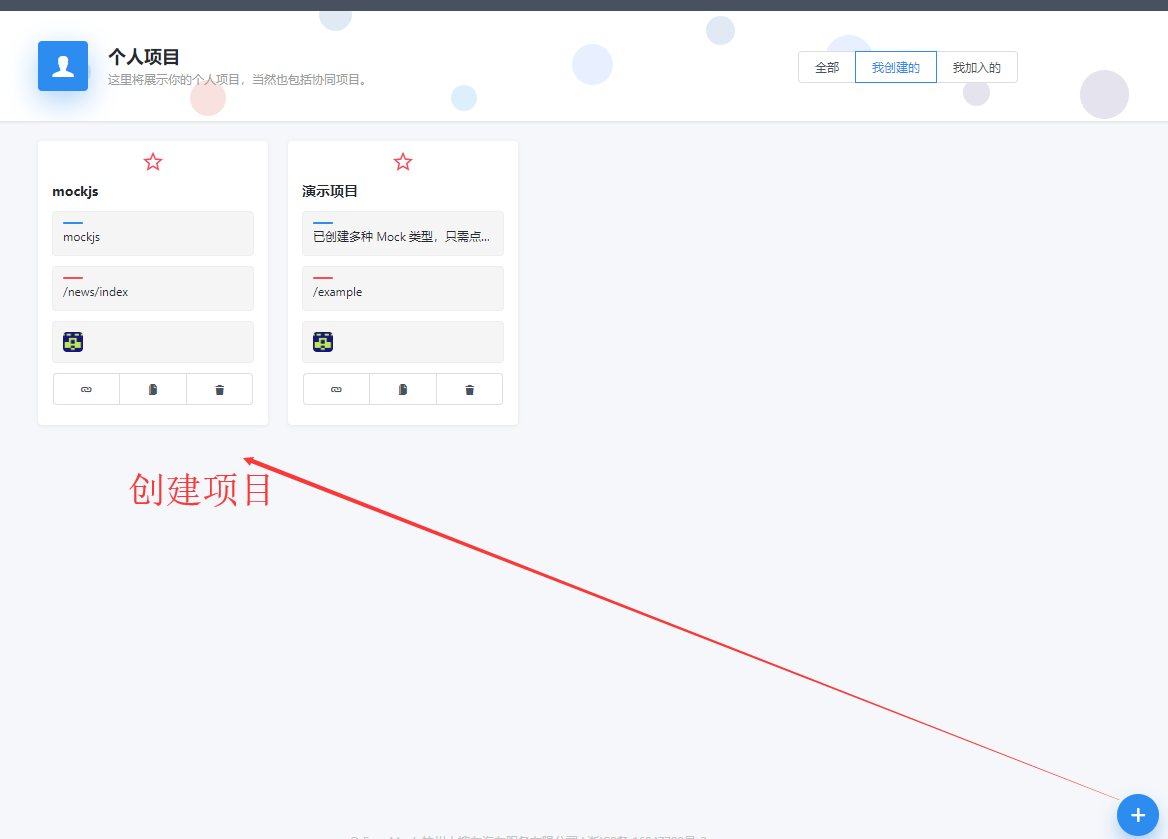 个人项目
这里将展示你的个人项目，当然也包括协同项目。
全部 我创建的 我加入的
mockjs
mockjs
/news/index
演示项目
已创建多种 Mock 类型，只需点...
/example
创建项目